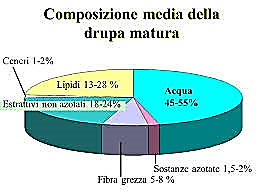 Composizione media della
drupa matura
Ceneri 1-2%
Lipidi 13-28 %
Acqua
45-55%
Estrattivi non azotati 18-24%
Sostanze azotate 1,5-2%
Fibra grezza 5-8 %